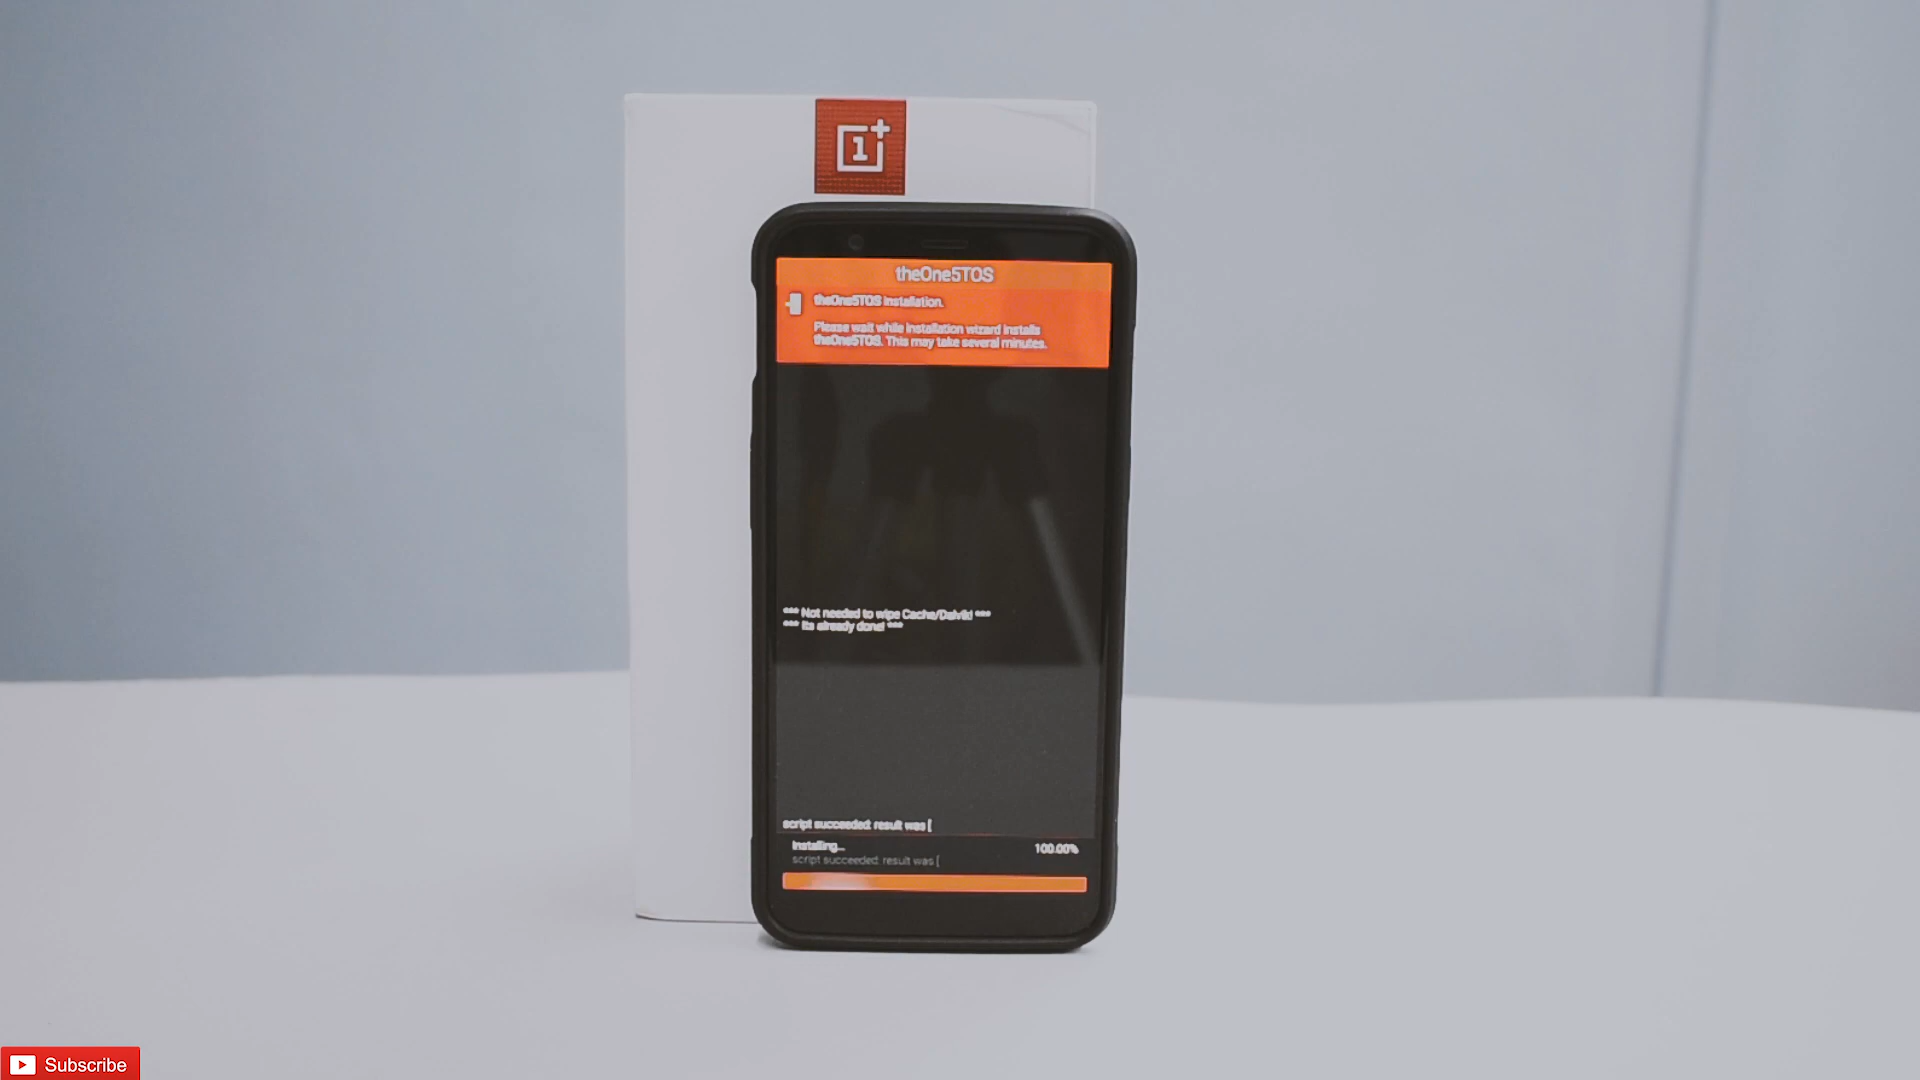 1+
theOne5TOS
theOne5TOS installation.
Please wait while installation wizard installs
theOne5TOS. This may take several minutes.
*** Not needed to wipe Cache/Dalvik! ***
*** Its already done! ***
script succeeded: result was [
Installing...
100.00%
script succeeded: result was [
Subscribe